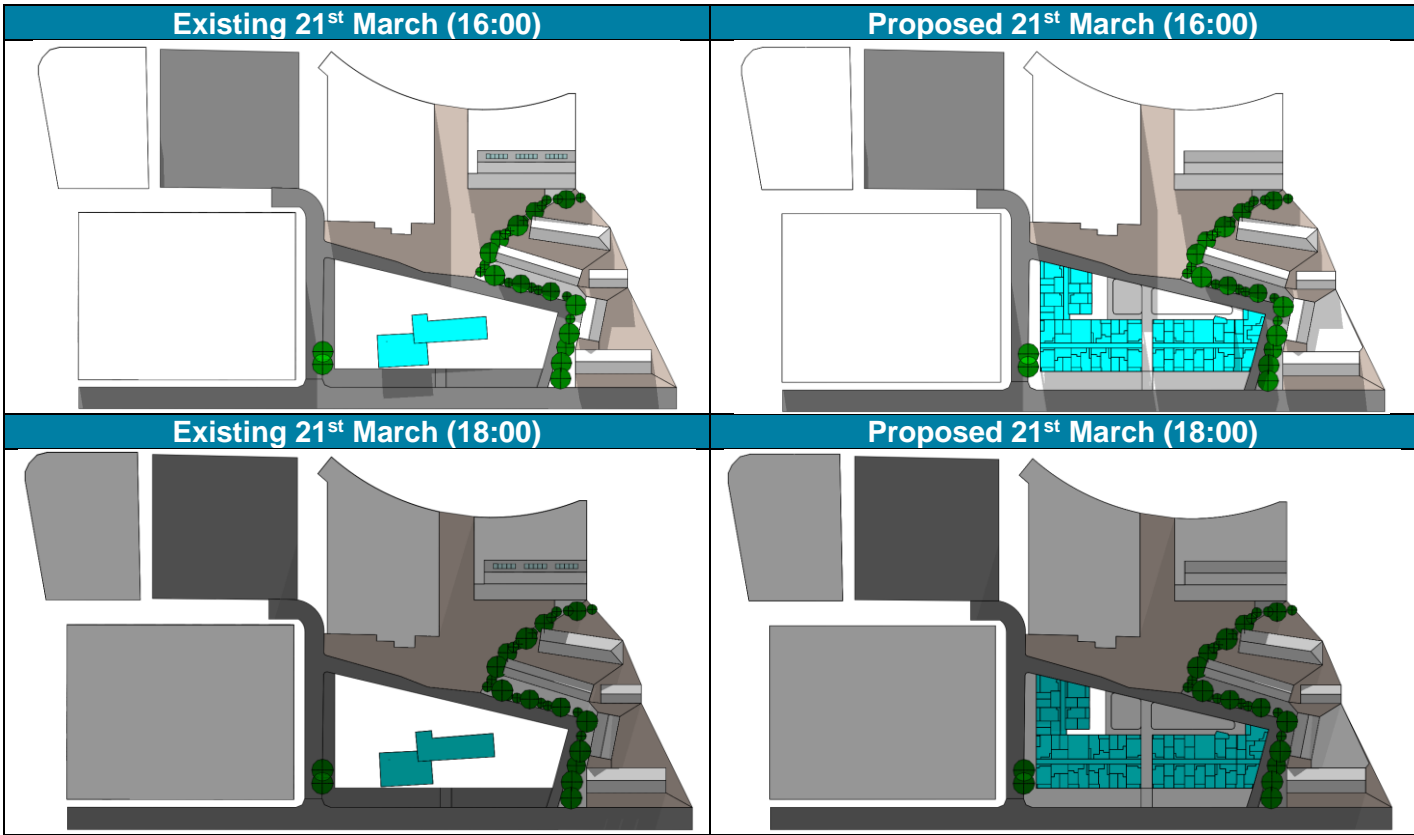 Existing 21st March (16:00)
Proposed 21st March (16:00)
Existing 21st March (18:00)
Proposed 21st March (18:00)